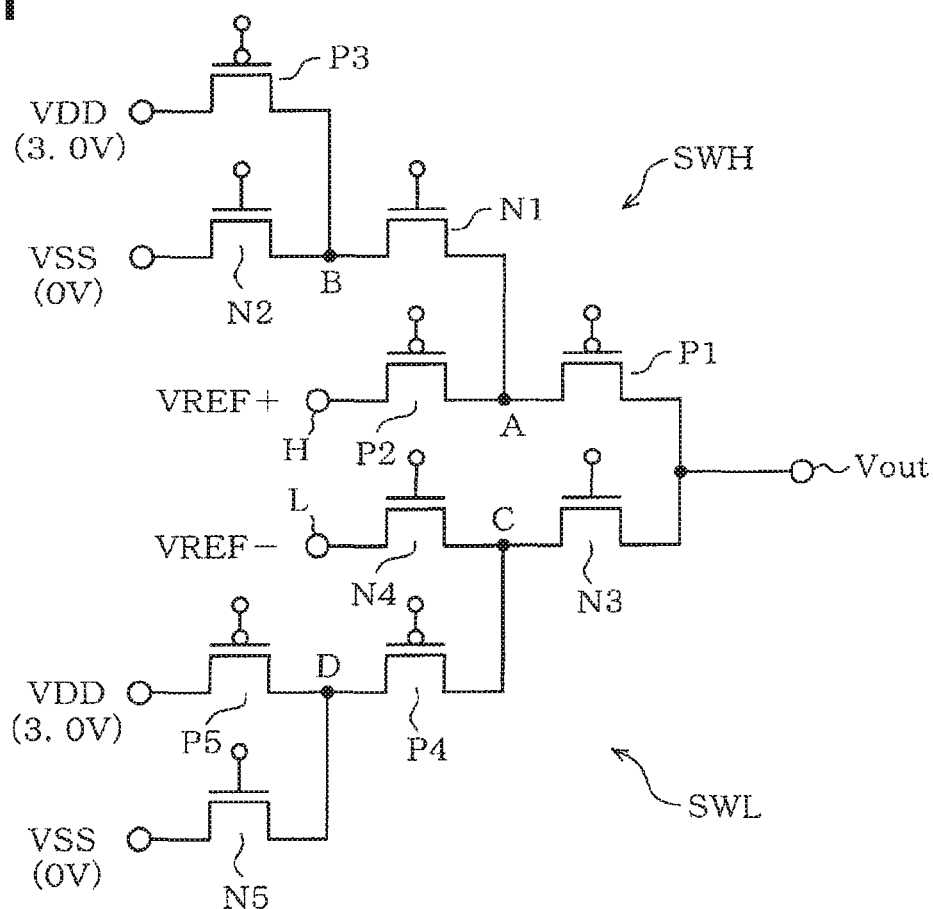 P3
VDD
(3. 0V)
SWH
N1
VSS
(0V)
B
N2
P1
VREF+
A
H
P2
Vout
L
C
VREF-
N4
N3
D
VDD
(3. 0V)
P5
P4
SWL
VSS
(0V)
N5